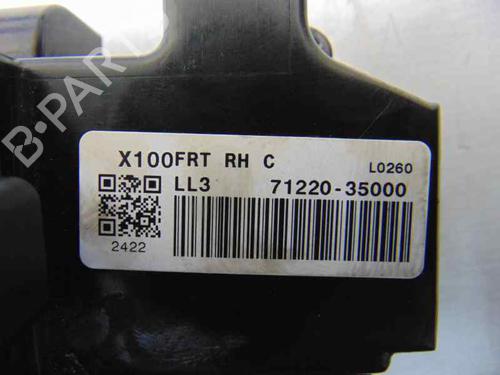 X100FRT RH C
L0260
LL3 71220-35000
2422
B-PARTS